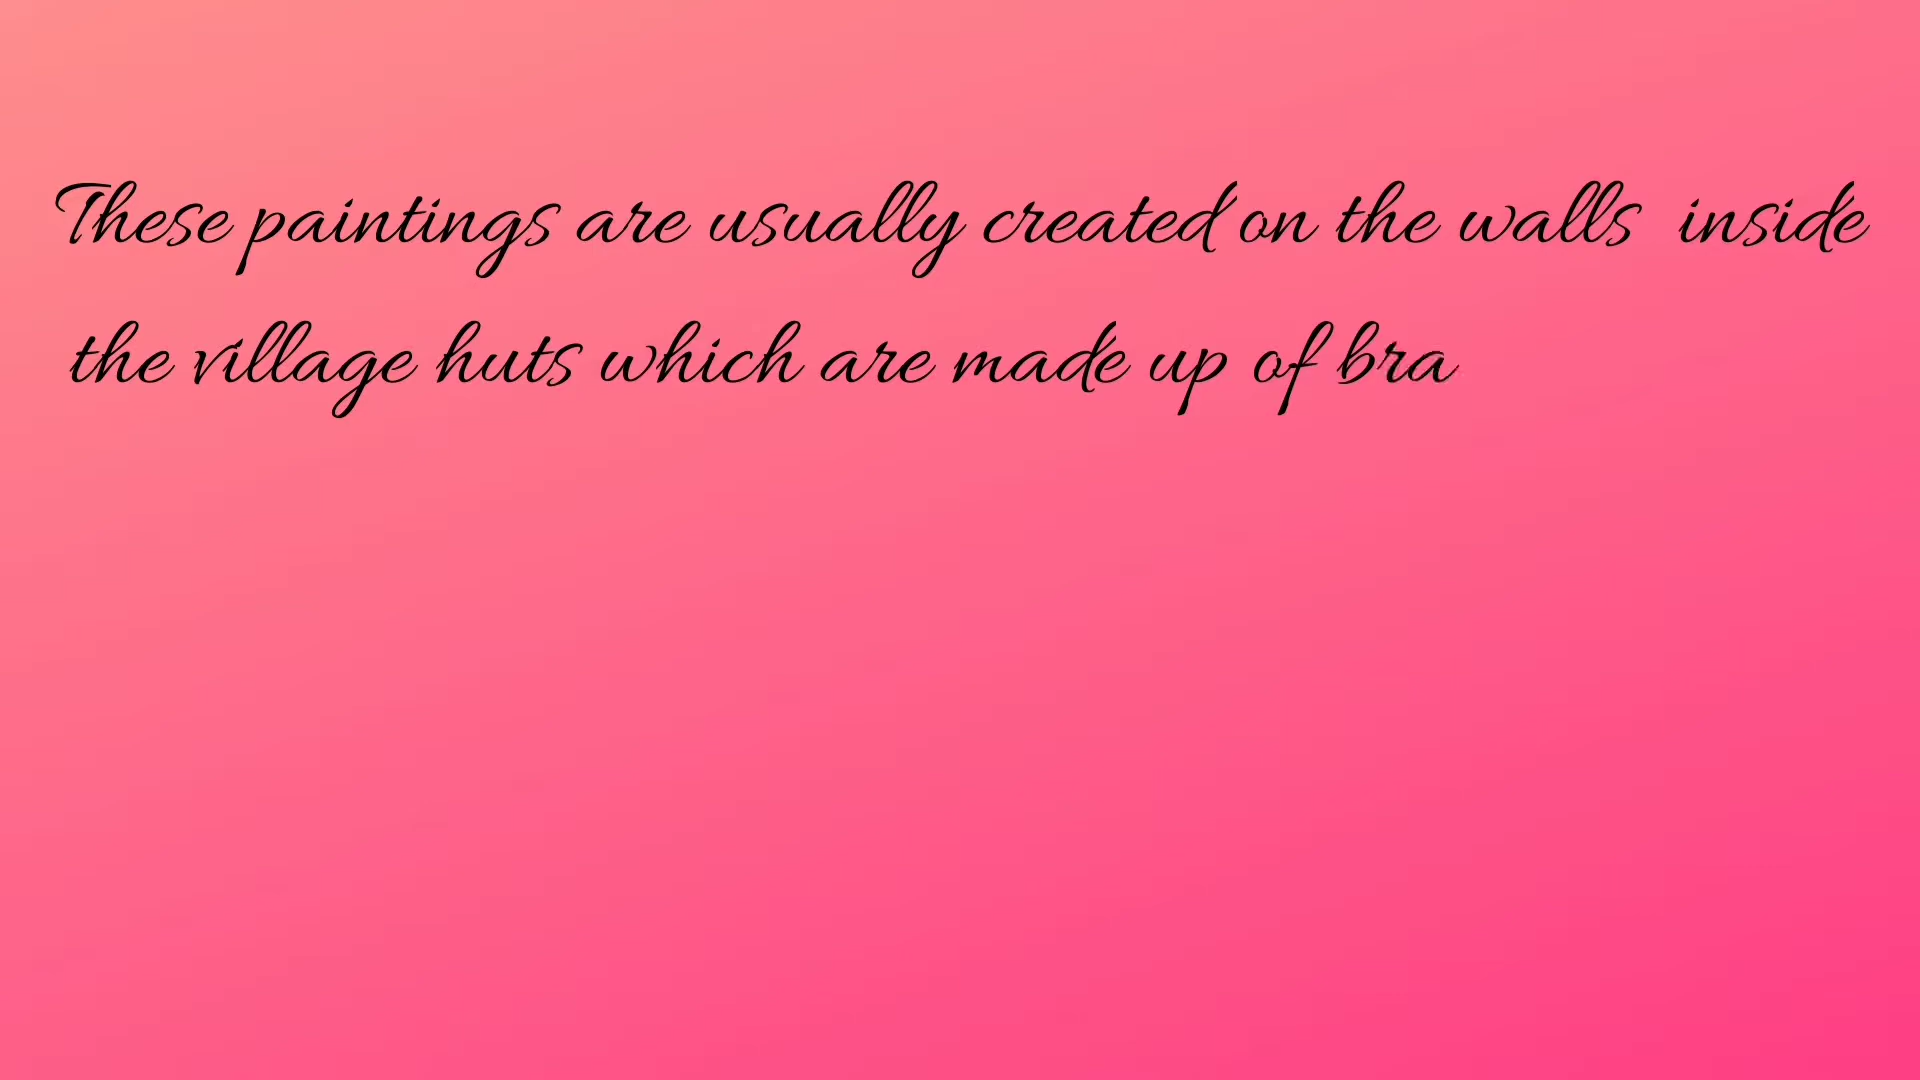 These paintings are usually created on the walls  inside
the village huts which are made up of bra